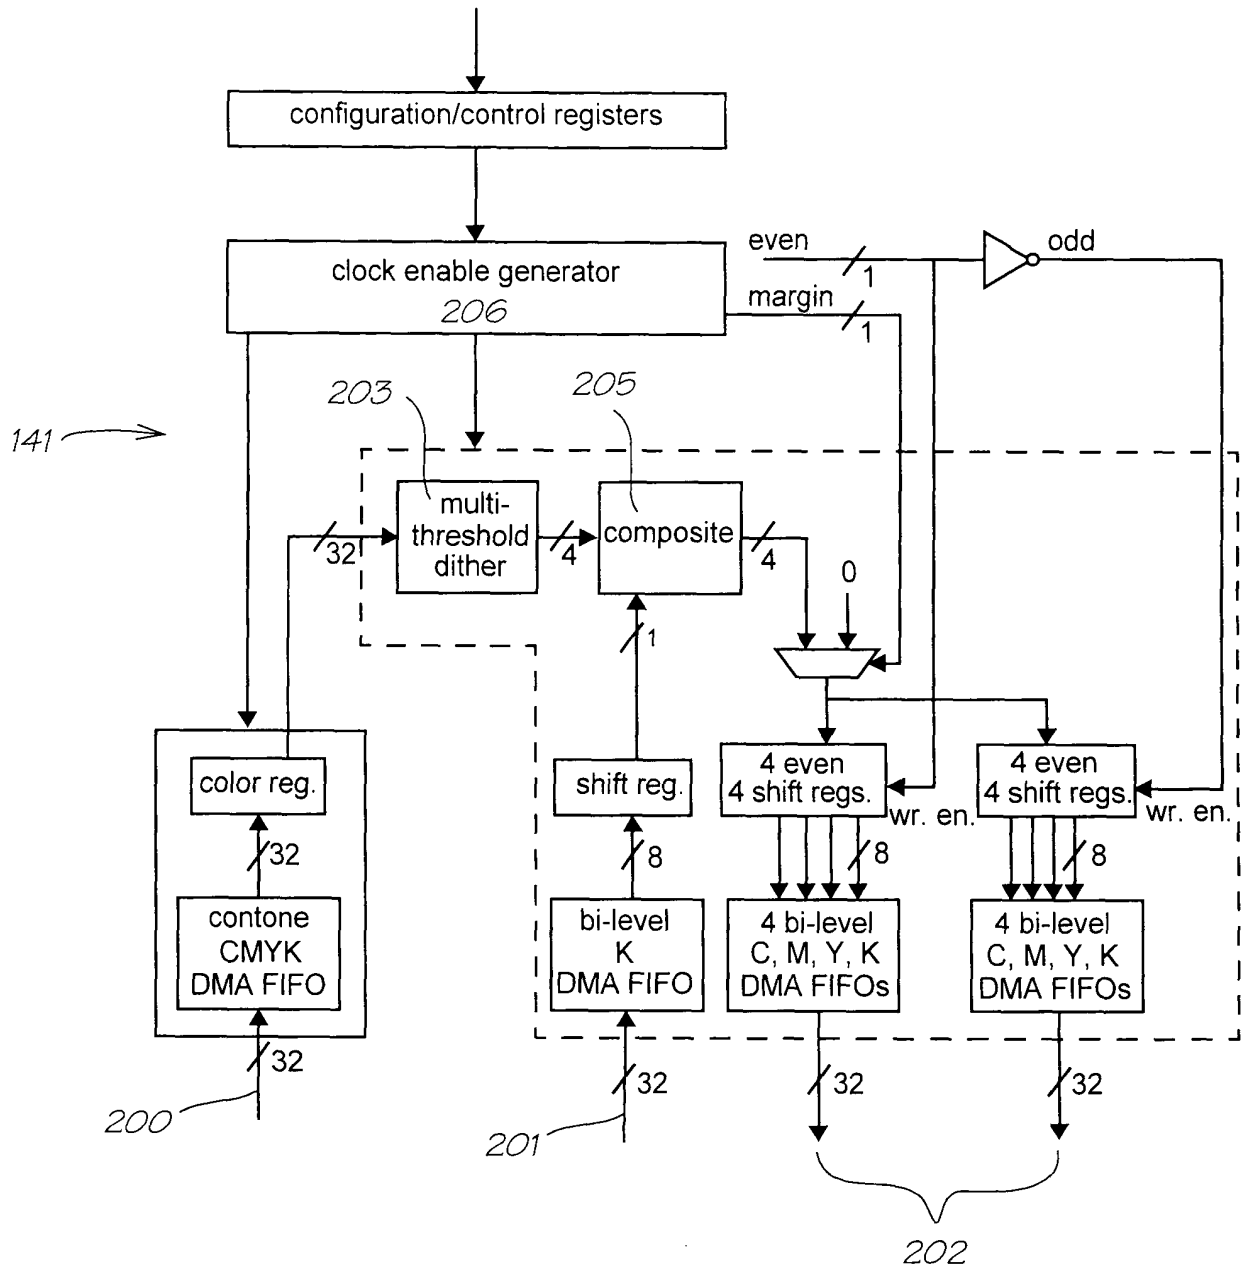 configuration/control registers
clock enable generator
206
even
1
odd
margin
1
203
205
141
multi-
threshold
dither
composite
32
4
4
0
1
color reg.
shift reg.
4 even
4 shift regs.
wr. en.
4 even
4 shift regs.
wr. en.
32
8
8
8
contone
CMYK
DMA FIFO
bi-level
K
DMA FIFO
4 bi-level
C, M, Y, K
DMA FIFOs
4 bi-level
C, M, Y, K
DMA FIFOs
32
32
32
32
200
201
202